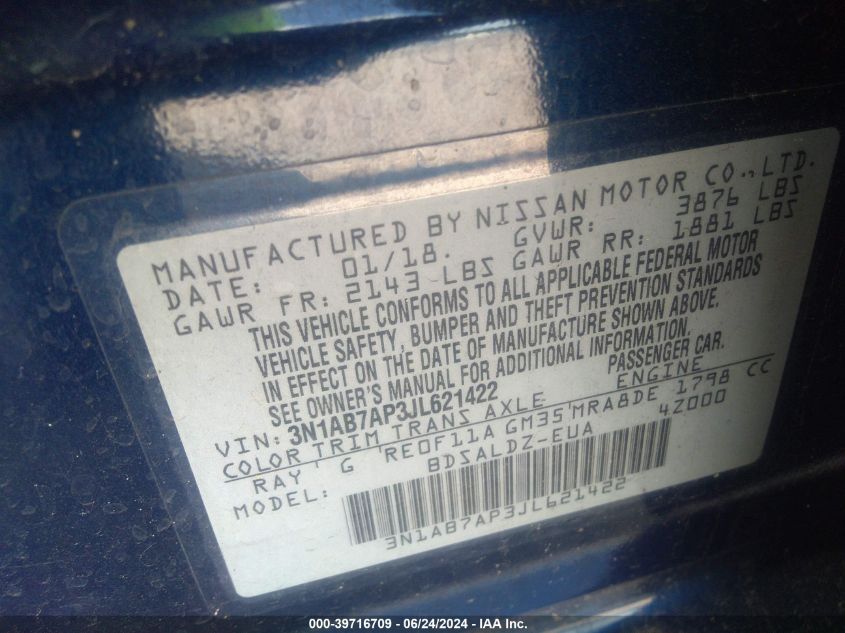 MANUFACTURED BY NISSAN MOTOR CO.,LTD.
DATE: 01/18. GVWR: 3876 LBS
GAWR FR: 2143 LBS GAWR RR: 1881 LBS
THIS VEHICLE CONFORMS TO ALL APPLICABLE FEDERAL MOTOR
VEHICLE SAFETY, BUMPER AND THEFT PREVENTION STANDARDS
IN EFFECT ON THE DATE OF MANUFACTURE SHOWN ABOVE.
SEE OWNER'S MANUAL FOR ADDITIONAL INFORMATION.
VIN: 3N1AB7AP3JL621422 PASSENGER CAR.
COLOR TRIM TRANS AXLE ENGINE
RAY ' G RE0F11A GM35'MRA8DE 1798 CC
MODEL: BDSALDZ-EUA 4Z000
3N1AB7AP3JL621422
000-39716709 - 06/24/2024 - IAA Inc.